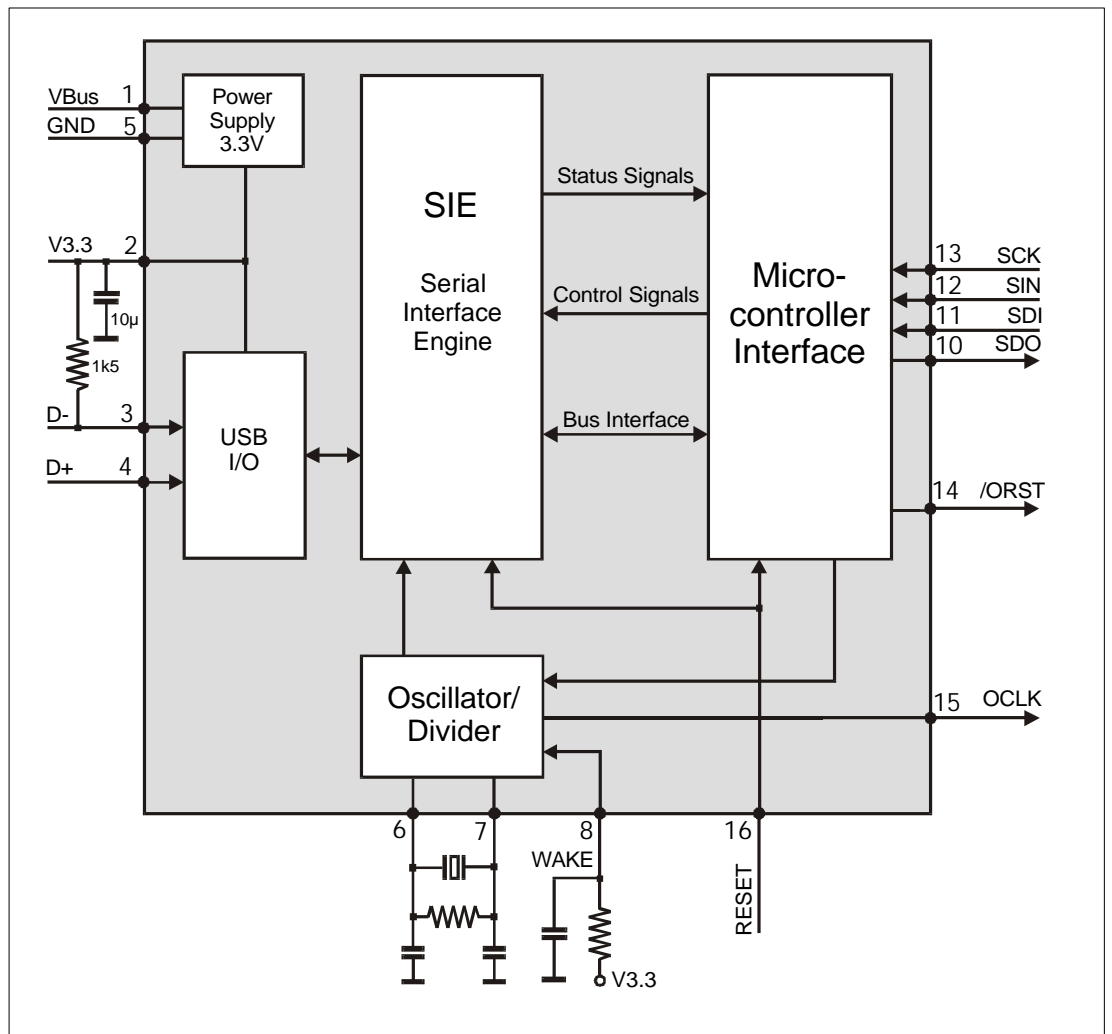 VBus 1
GND 5
Power
Supply
3.3V
V3.3 2
10µ
1k5
D- 3
D+ 4
USB
I/O
SIE
Serial
Interface
Engine
Status Signals
Control Signals
Bus Interface
Micro-
controller
Interface
13 SCK
12 SIN
11 SDI
10 SDO
14 /ORST
Oscillator/
Divider
15 OCLK
6 7 8 16
WAKE
RESET
V3.3